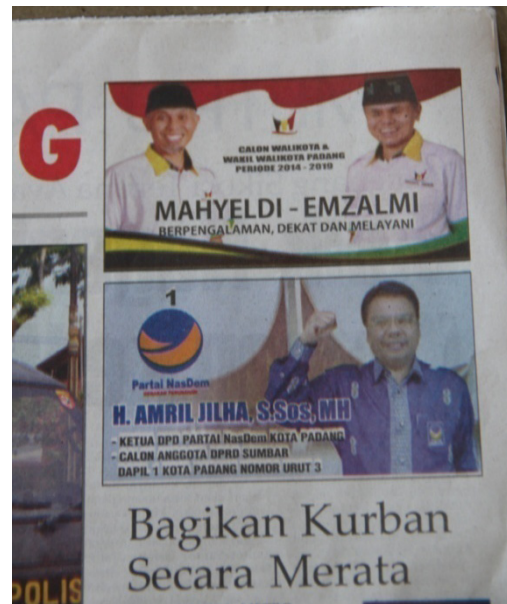 G
CALON WALIKOTA &
WAKIL WALIKOTA PADANG
PERIODE 2014 - 2019
MAHYELDI - EMZALMI
BERPENGALAMAN, DEKAT DAN MELAYANI
1
Partai NasDem
H. AMRIL JILHA, S.Sos, MH
- KETUA DPD PARTAI NasDem KOTA PADANG
- CALON ANGGOTA DPRD SUMBAR
DAPIL 1 KOTA PADANG NOMOR URUT 3
Bagikan Kurban
Secara Merata
POLIS